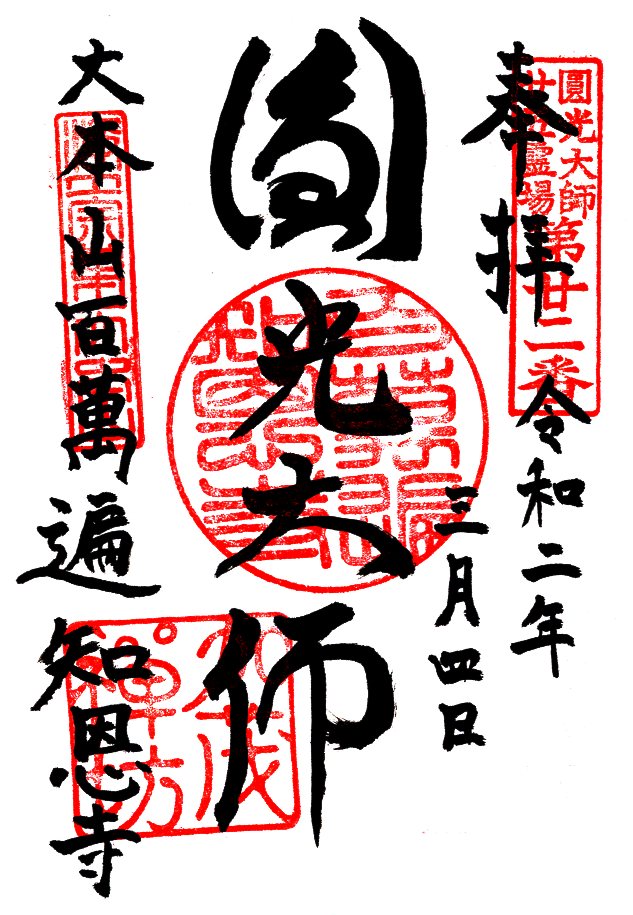 奉拝
圓光大師
廿五霊場
第廿二番
令和二年
三月四日
圓光大師
大本山百萬遍知恩寺